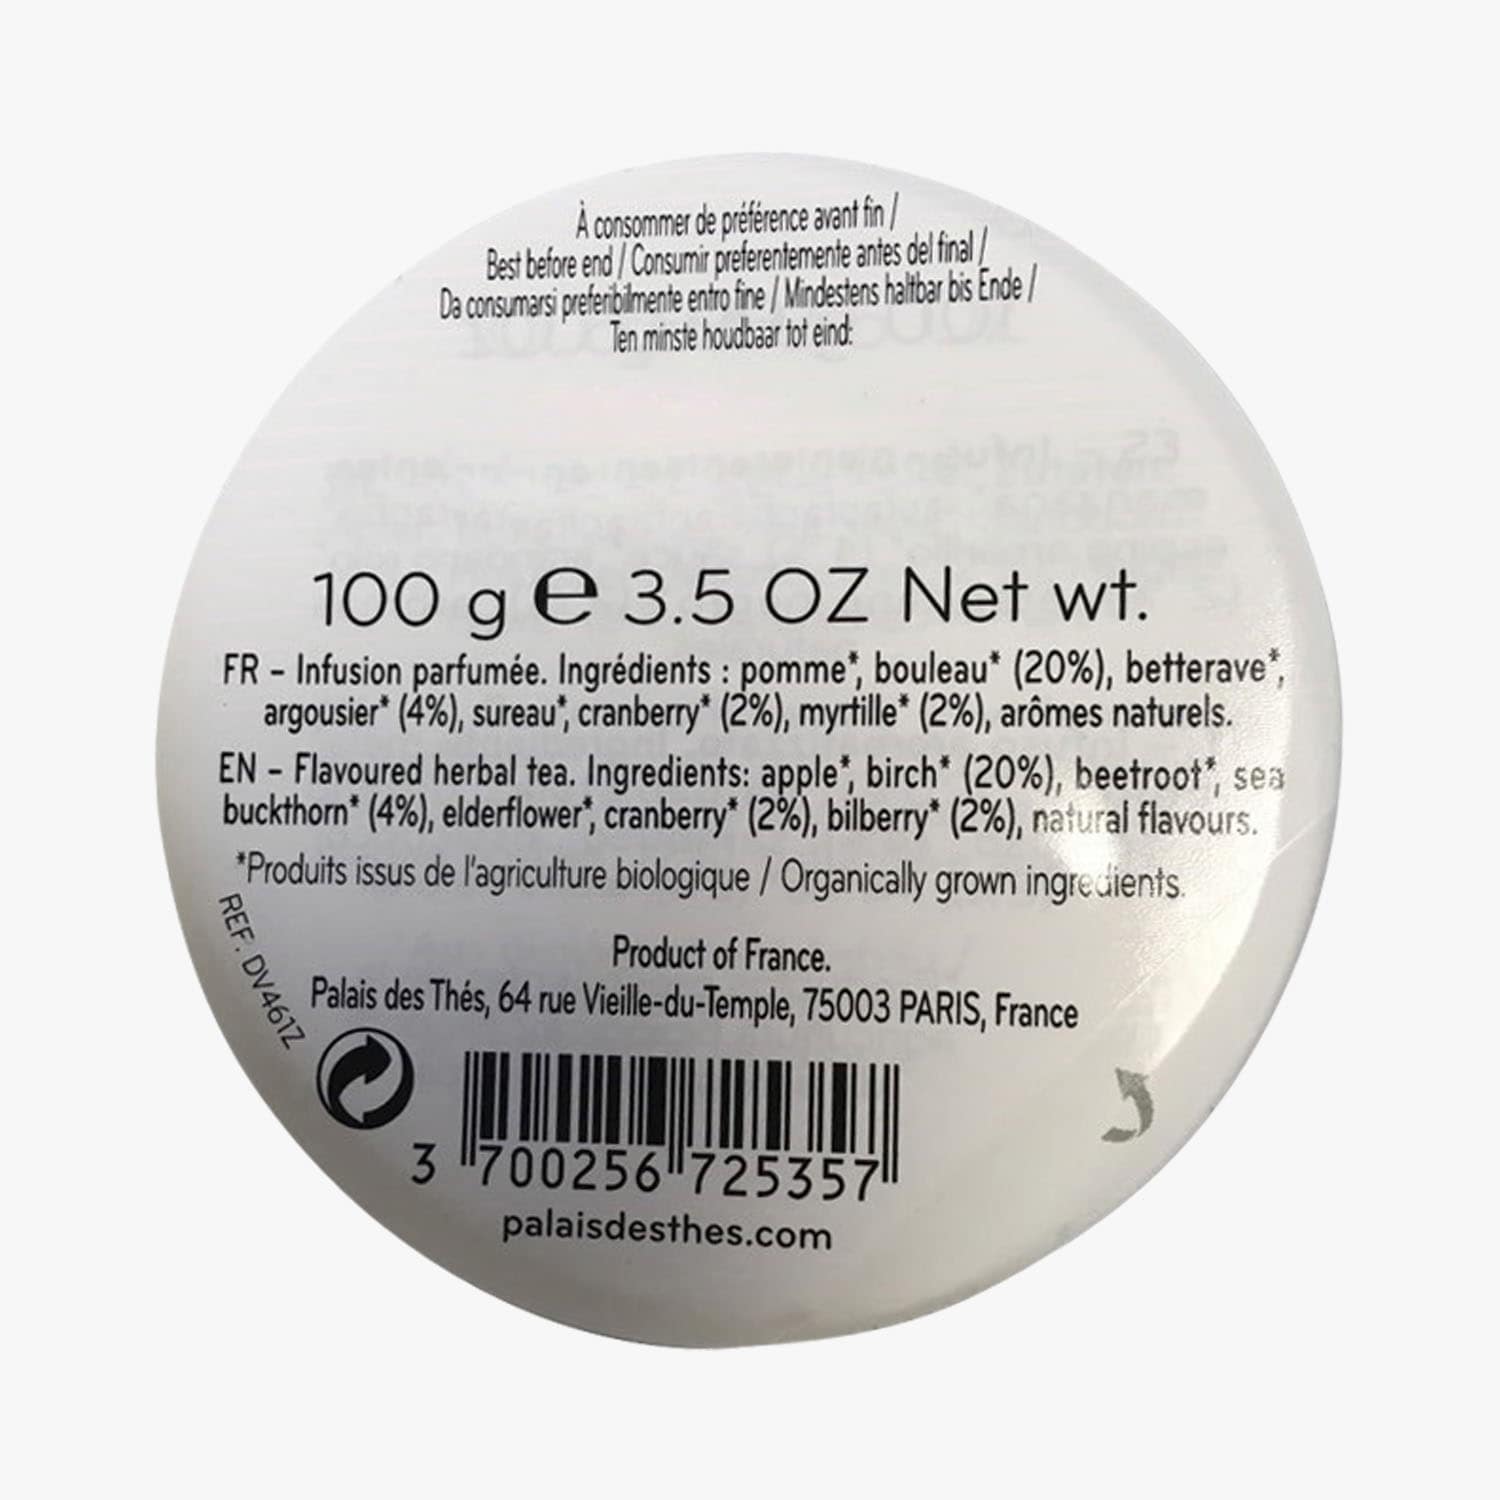 À consommer de préférence avant fin /
Best before end / Consumir preferentemente antes del final /
Da consumarsi preferibilmente entro fine / Mindestens haltbar bis Ende /
Ten minste houdbaar tot eind:
100 g ℮ 3.5 OZ Net wt.
FR – Infusion parfumée. Ingrédients : pomme*, bouleau* (20%), betterave*,
argousier* (4%), sureau*, cranberry* (2%), myrtille* (2%), arômes naturels.
EN – Flavoured herbal tea. Ingredients: apple*, birch* (20%), beetroot*, sea
buckthorn* (4%), elderflower*, cranberry* (2%), bilberry* (2%), natural flavours.
*Produits issus de l'agriculture biologique / Organically grown ingredients.
REF. DV461Z
Product of France.
Palais des Thés, 64 rue Vieille-du-Temple, 75003 PARIS, France
3 700256 725357
palaisdesthes.com